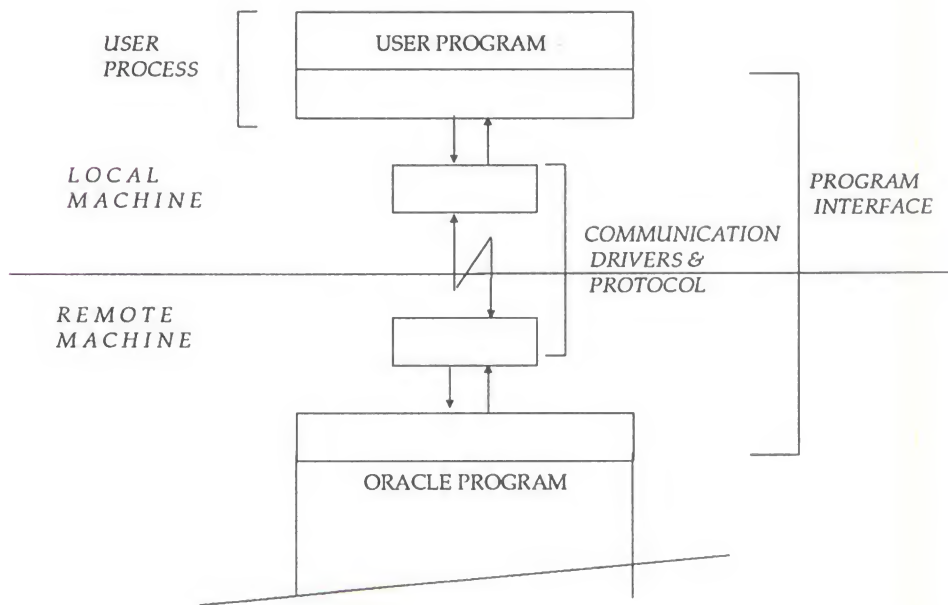 USER
PROCESS
USER PROGRAM
LOCAL
MACHINE
PROGRAM
INTERFACE
COMMUNICATION
DRIVERS &
PROTOCOL
REMOTE
MACHINE
ORACLE PROGRAM